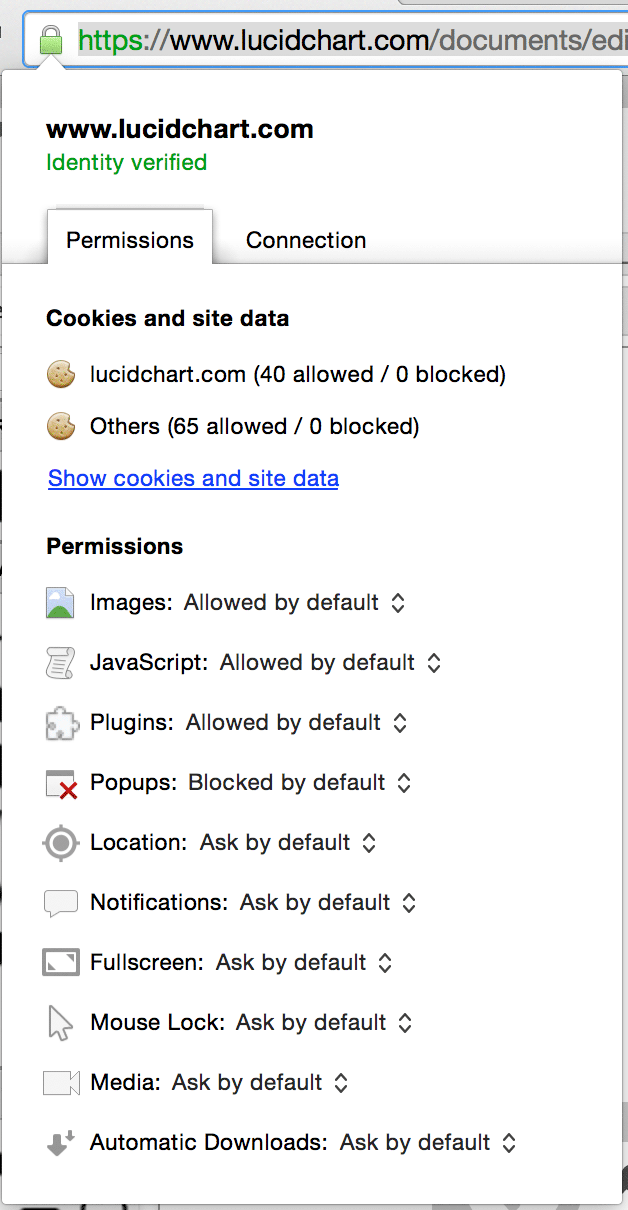 https://www.lucidchart.com/documents/edi
www.lucidchart.com
Identity verified
Permissions Connection
Cookies and site data
lucidchart.com (40 allowed / 0 blocked)
Others (65 allowed / 0 blocked)
Show cookies and site data
Permissions
Images: Allowed by default
JavaScript: Allowed by default
Plugins: Allowed by default
Popups: Blocked by default
Location: Ask by default
Notifications: Ask by default
Fullscreen: Ask by default
Mouse Lock: Ask by default
Media: Ask by default
Automatic Downloads: Ask by default